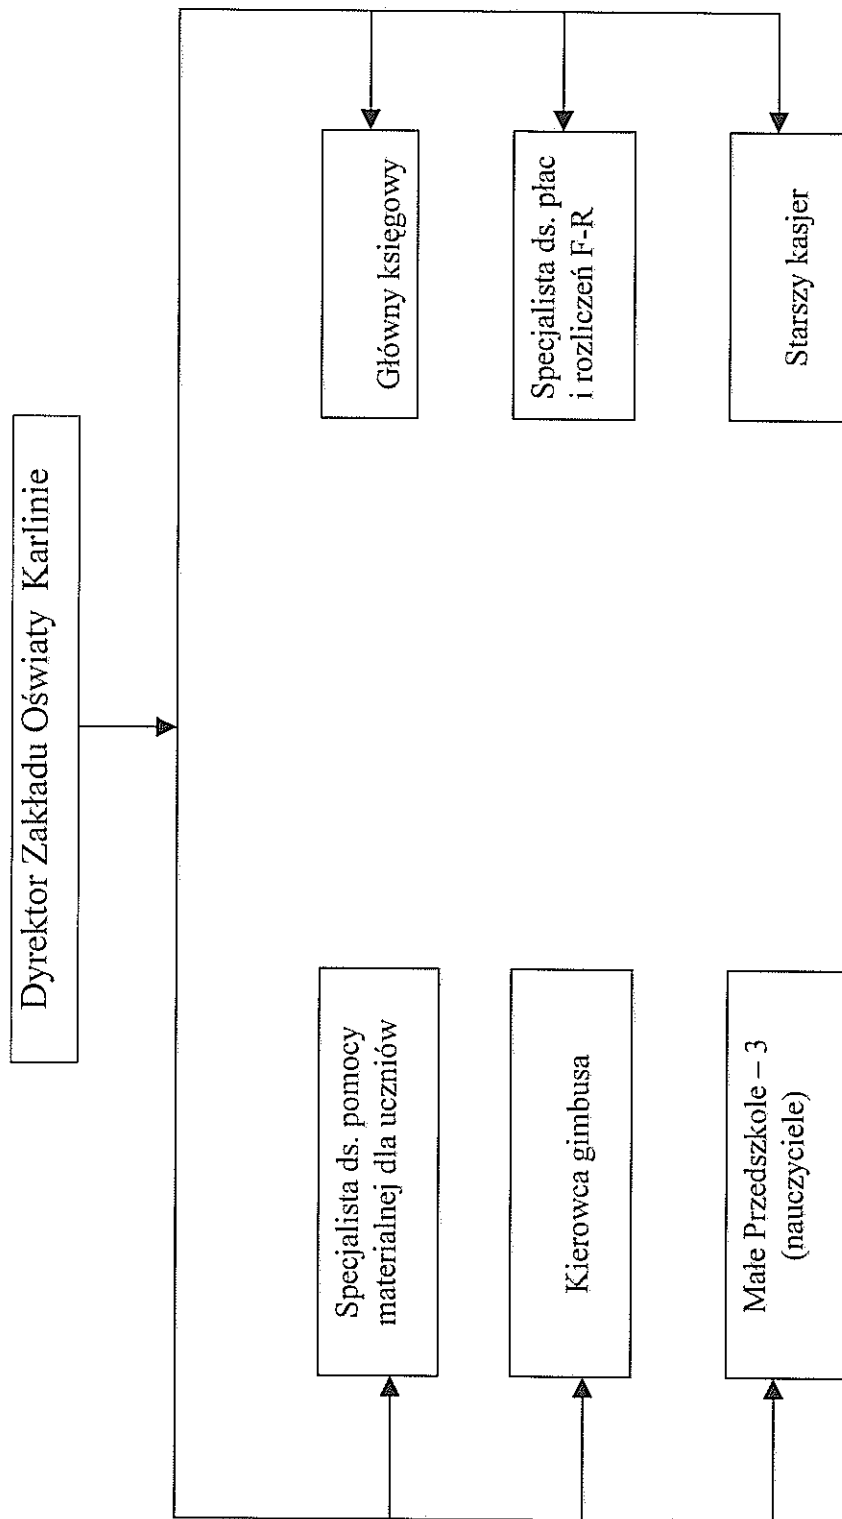 Dyrektor Zakładu Oświaty Karlinie
Specjalista ds. pomocy
materialnej dla uczniów
Kierowca gimbusa
Małe Przedszkole – 3
(nauczyciele)
Główny księgowy
Specjalista ds. płac
i rozliczeń F-R
Starszy kasjer